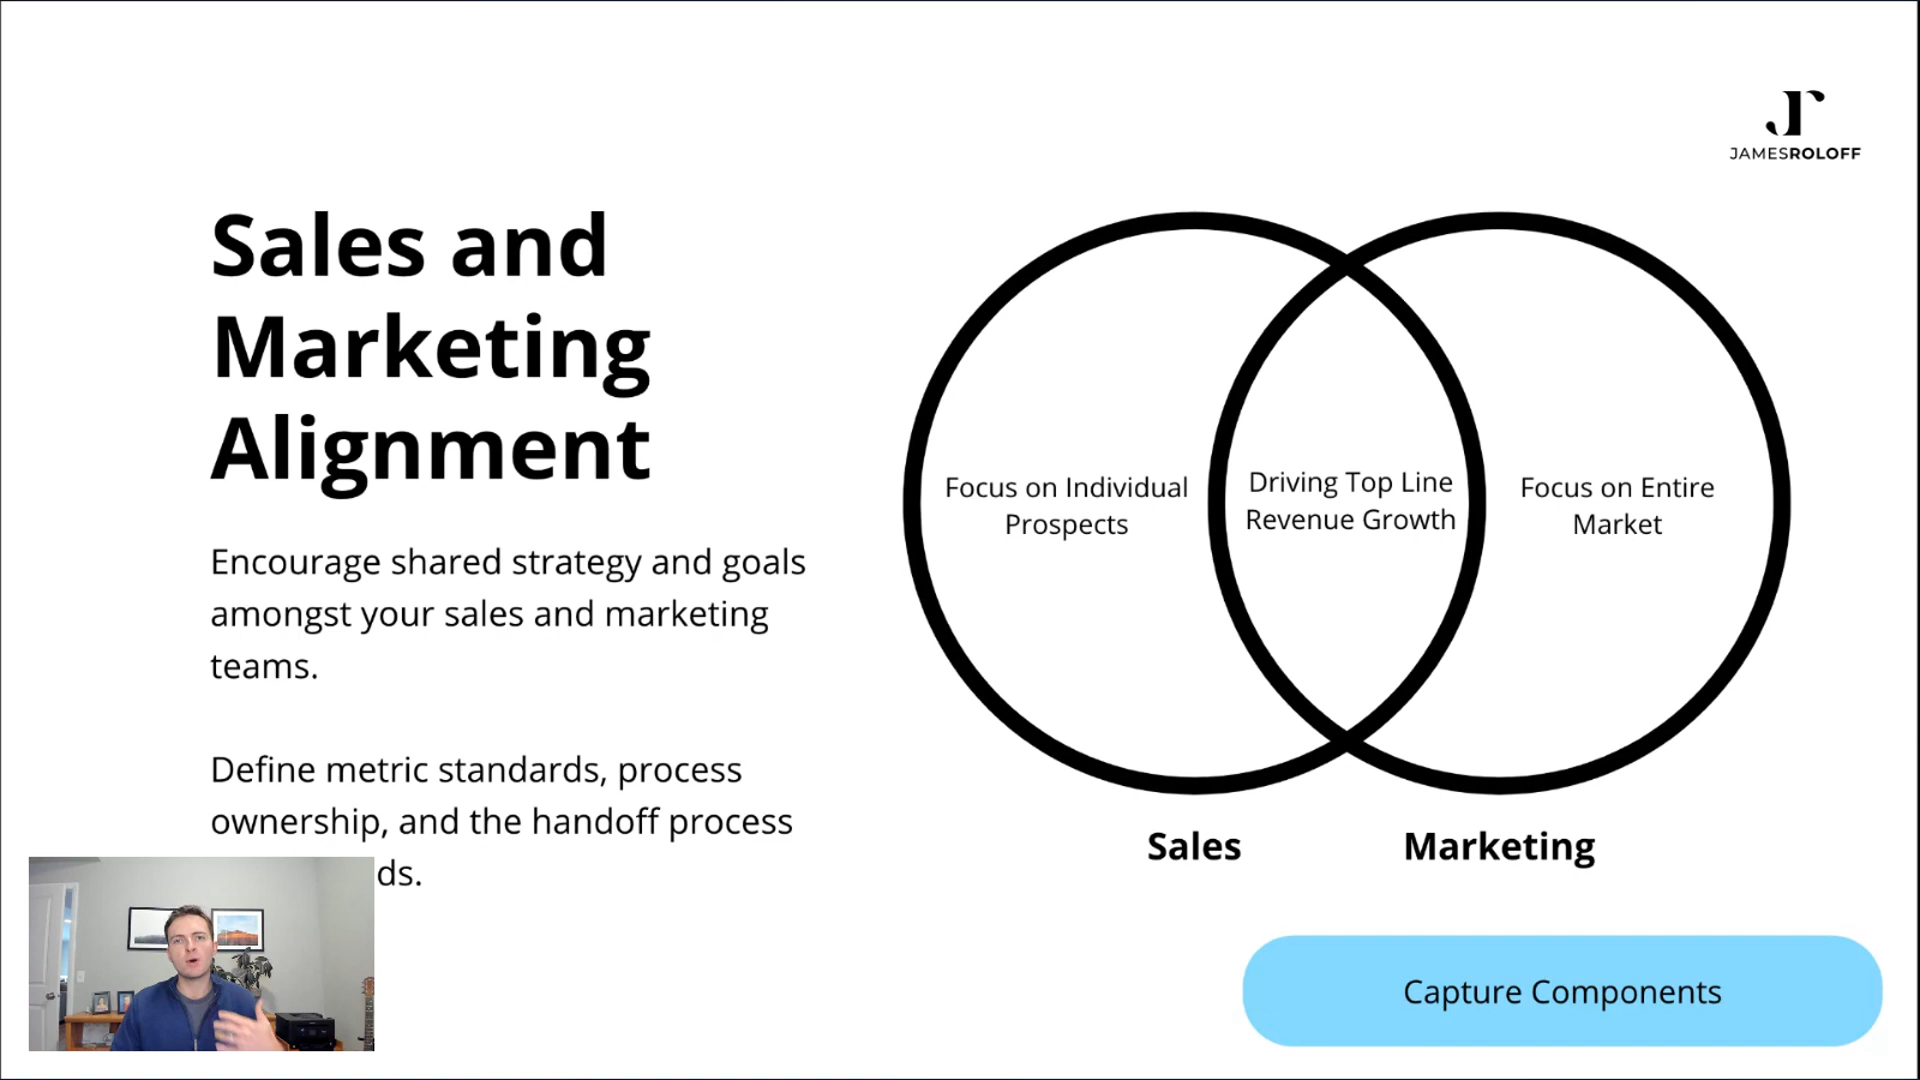 JAMESROLOFF
Sales and
Marketing
Alignment
Encourage shared strategy and goals
amongst your sales and marketing
teams.
Define metric standards, process
ownership, and the handoff process
ds.
Focus on Individual
Prospects
Driving Top Line
Revenue Growth
Focus on Entire
Market
Sales
Marketing
Capture Components